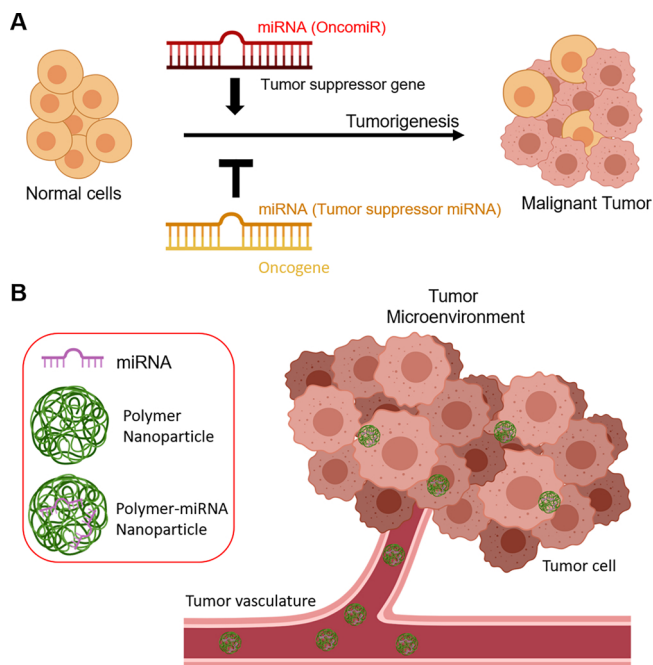 A
miRNA (OncomiR)
Tumor suppressor gene
Tumorigenesis
Normal cells
miRNA (Tumor suppressor miRNA)
Oncogene
Malignant Tumor
B
Tumor
Microenvironment
miRNA
Polymer
Nanoparticle
Polymer-miRNA
Nanoparticle
Tumor cell
Tumor vasculature